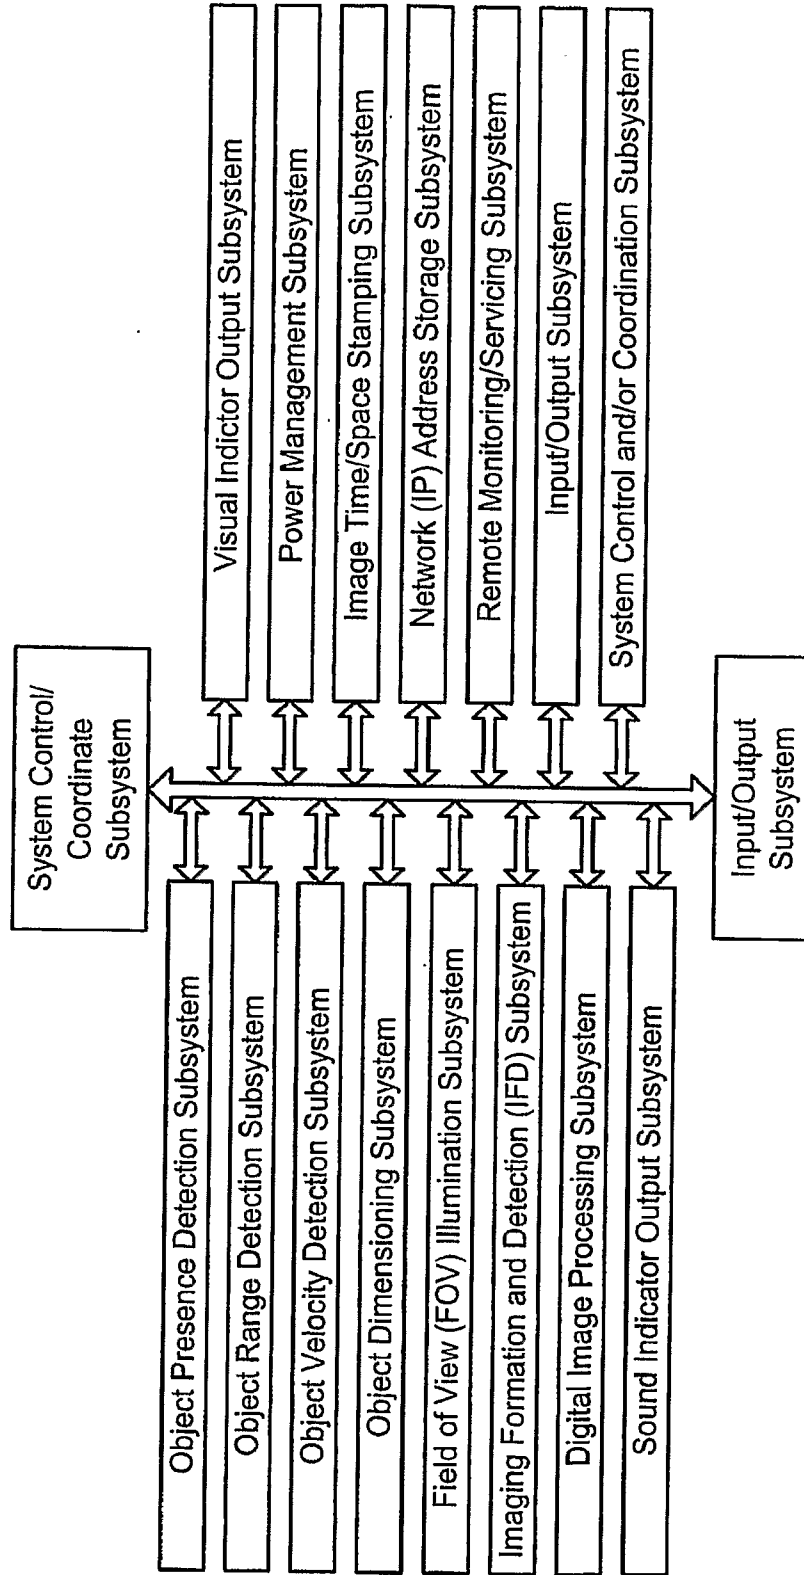 System Control/
Coordinate
Subsystem
Object Presence Detection Subsystem
Object Range Detection Subsystem
Object Velocity Detection Subsystem
Object Dimensioning Subsystem
Field of View (FOV) Illumination Subsystem
Imaging Formation and Detection (IFD) Subsystem
Digital Image Processing Subsystem
Sound Indicator Output Subsystem
Visual Indictor Output Subsystem
Power Management Subsystem
Image Time/Space Stamping Subsystem
Network (IP) Address Storage Subsystem
Remote Monitoring/Servicing Subsystem
Input/Output Subsystem
System Control and/or Coordination Subsystem
Input/Output
Subsystem